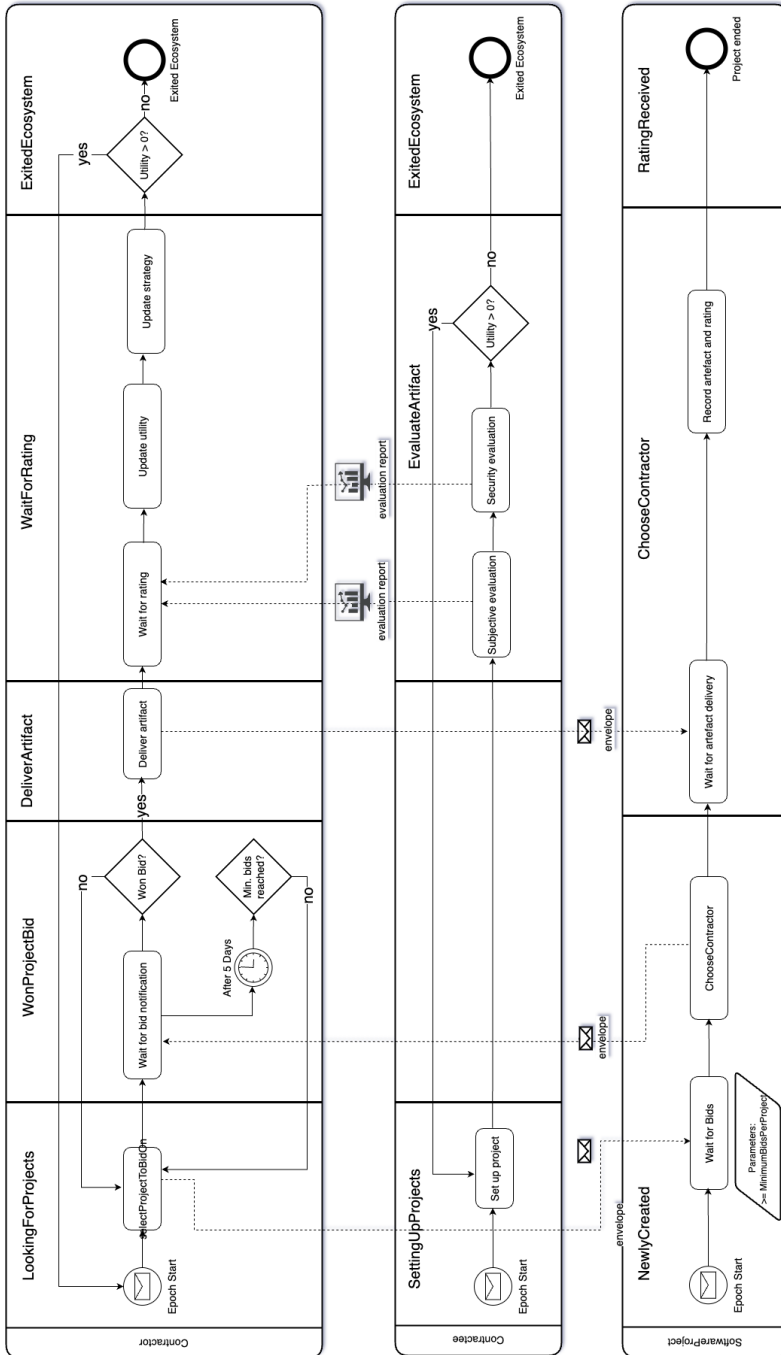 Contractor
LookingForProjects
WonProjectBid
DeliverArtifact
WaitForRating
ExitedEcosystem
Epoch Start
selectProjectToBidOn
Wait for bid notification
After 5 Days
Min. bids
reached?
no
Won Bid?
no
yes
Deliver artifact
Wait for rating
Update utility
Update strategy
Utility > 0?
yes
no
Exited Ecosystem
envelope
envelope
envelope
evaluation report
evaluation report
Contractee
SettingUpProjects
EvaluateArtifact
ExitedEcosystem
Epoch Start
Set up project
Subjective evaluation
Security evaluation
Utility > 0?
yes
no
Exited Ecosystem
SoftwareProject
NewlyCreated
ChooseContractor
RatingReceived
Epoch Start
Wait for Bids
Parameters:
>= MinimumBidsPerProject
ChooseContractor
Wait for artefact delivery
Record artefact and rating
Project ended